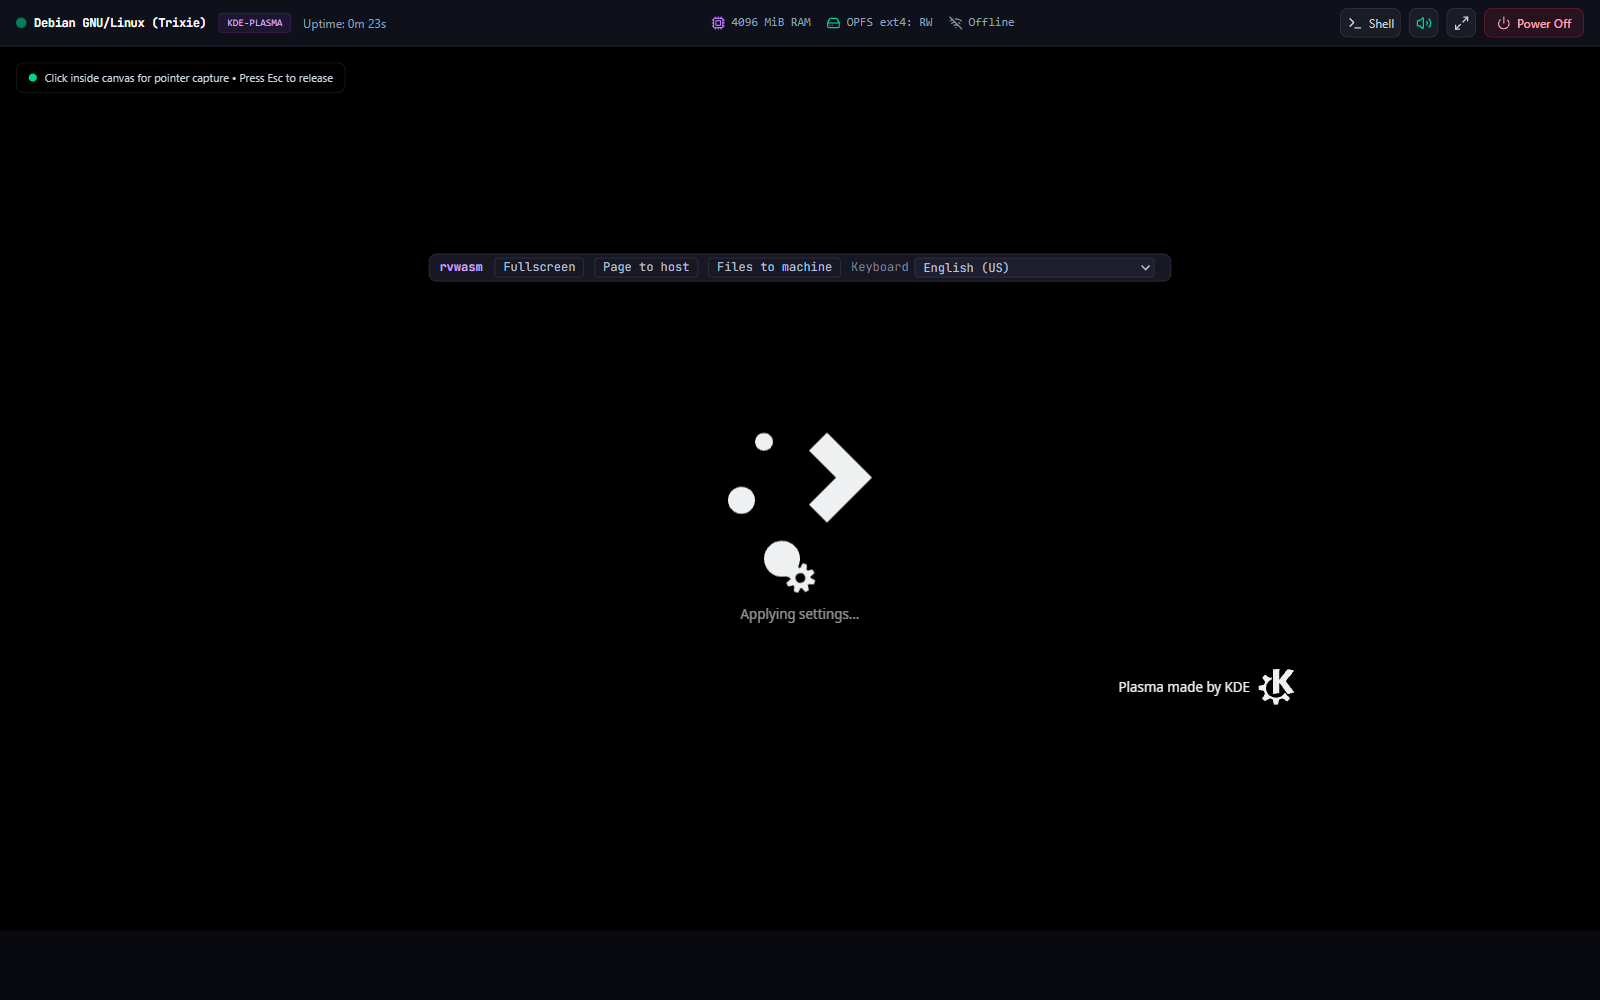 Debian GNU/Linux (Trixie) KDE-PLASMA Uptime: 0m 23s 4096 MiB RAM OPFS ext4: RW Offline Shell Power Off
Click inside canvas for pointer capture • Press Esc to release
rvwasm Fullscreen Page to host Files to machine Keyboard English (US)
Applying settings...
Plasma made by KDE